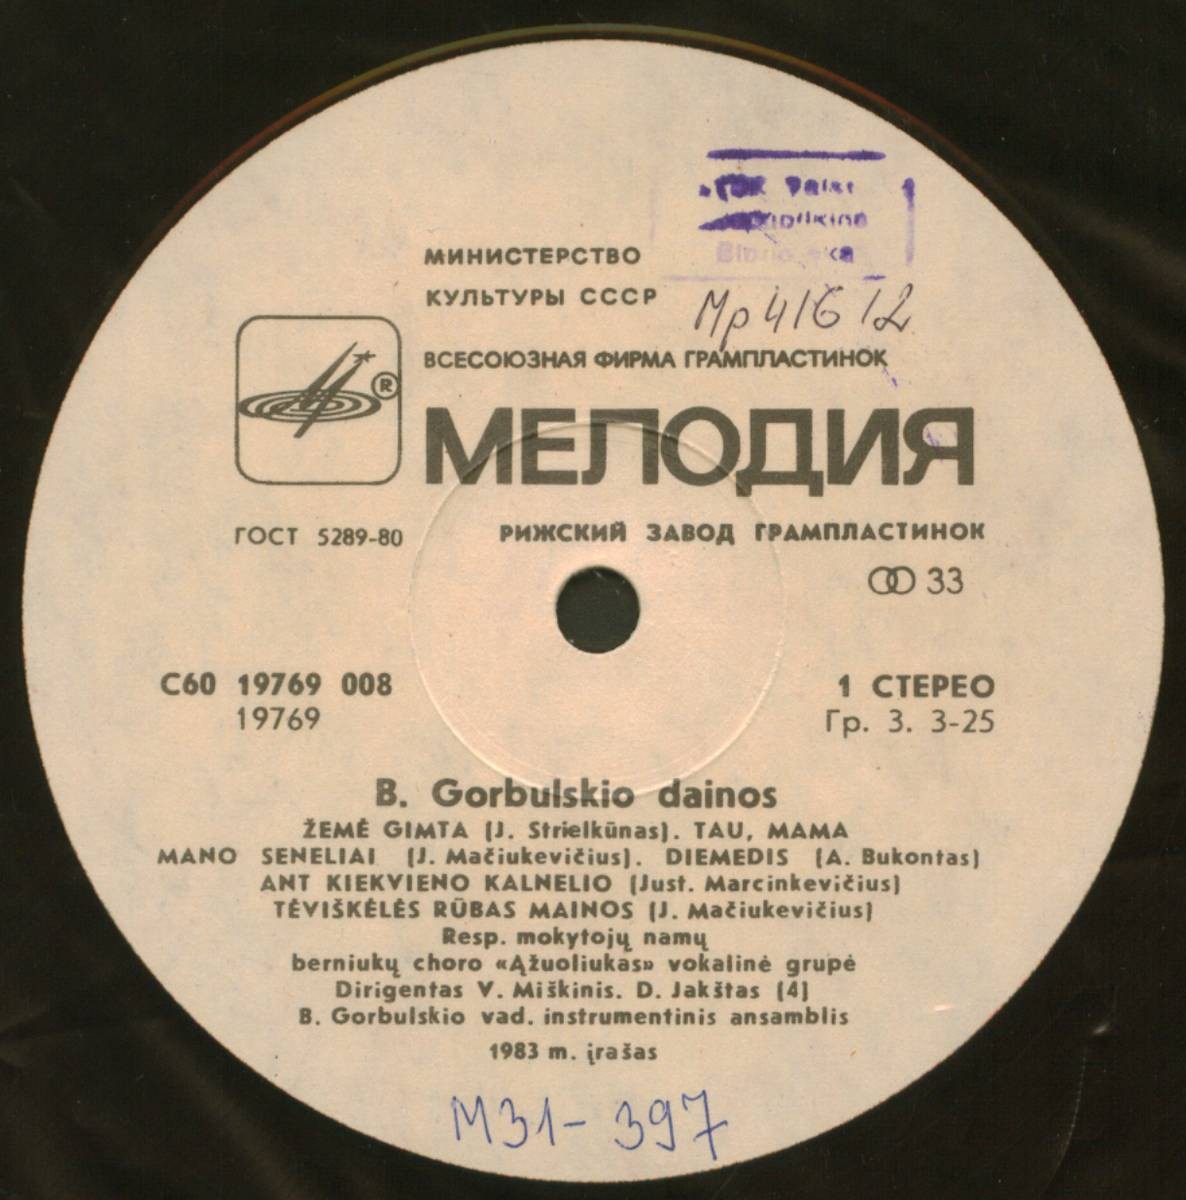 МИНИСТЕРСТВО
КУЛЬТУРЫ СССР
Мр 416 12
ВСЕСОЮЗНАЯ ФИРМА ГРАМПЛАСТИНОК
®
МЕЛОДИЯ
ГОСТ 5289-80
РИЖСКИЙ ЗАВОД ГРАМПЛАСТИНОК
33
С60 19769 008
1 СТЕРЕО
19769
Гр. 3. 3-25
B. Gorbulskio dainos
ŽEMĖ GIMTA (J. Strielkūnas). TAU, MAMA
MANO SENELIAI (J. Mačiukevičius). DIEMEDIS (A. Bukontas)
ANT KIEKVIENO KALNELIO (Just. Marcinkevičius)
TĖVIŠKĖLĖS RŪBAS MAINOS (J. Mačiukevičius)
Resp. mokytojų namų
berniukų choro «Ąžuoliukas» vokalinė grupė
Dirigentas V. Miškinis. D. Jakštas (4)
B. Gorbulskio vad. instrumentinis ansamblis
1983 m. įrašas
M31-397